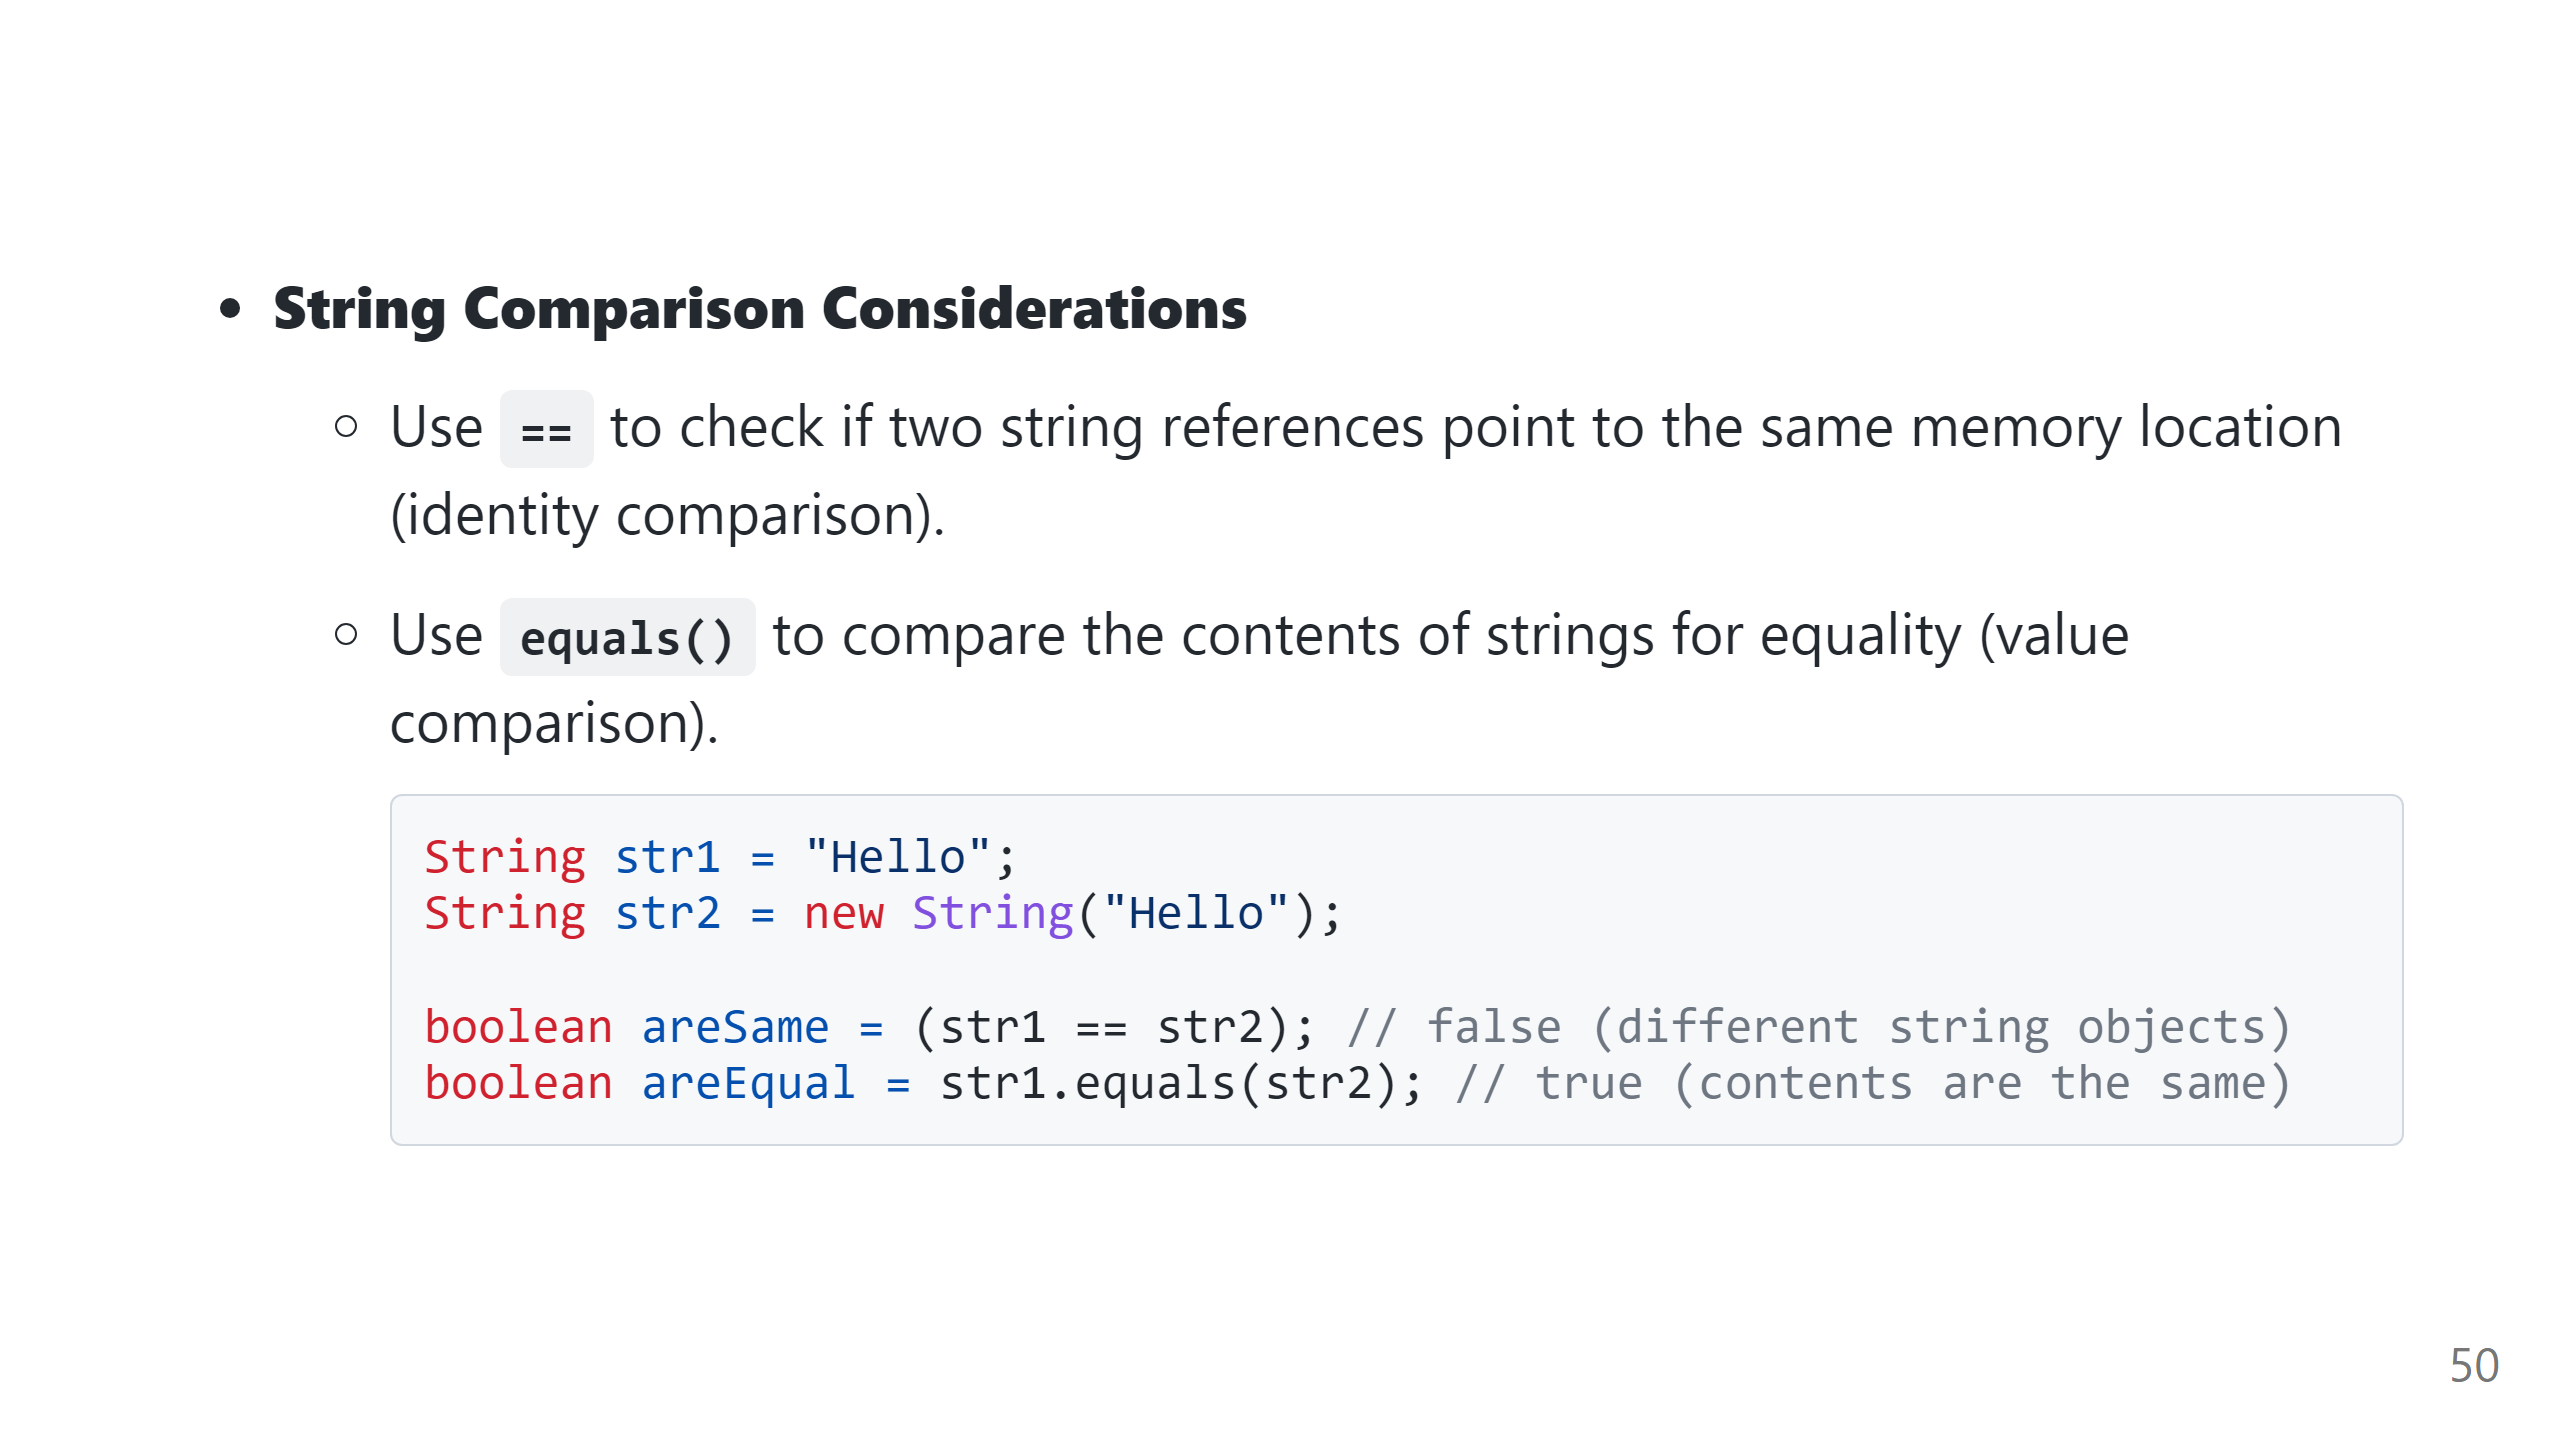 • String Comparison Considerations
○ Use == to check if two string references point to the same memory location
(identity comparison).
○ Use equals() to compare the contents of strings for equality (value
comparison).
String str1 = "Hello";
String str2 = new String("Hello");
boolean areSame = (str1 == str2); // false (different string objects)
boolean areEqual = str1.equals(str2); // true (contents are the same)
50